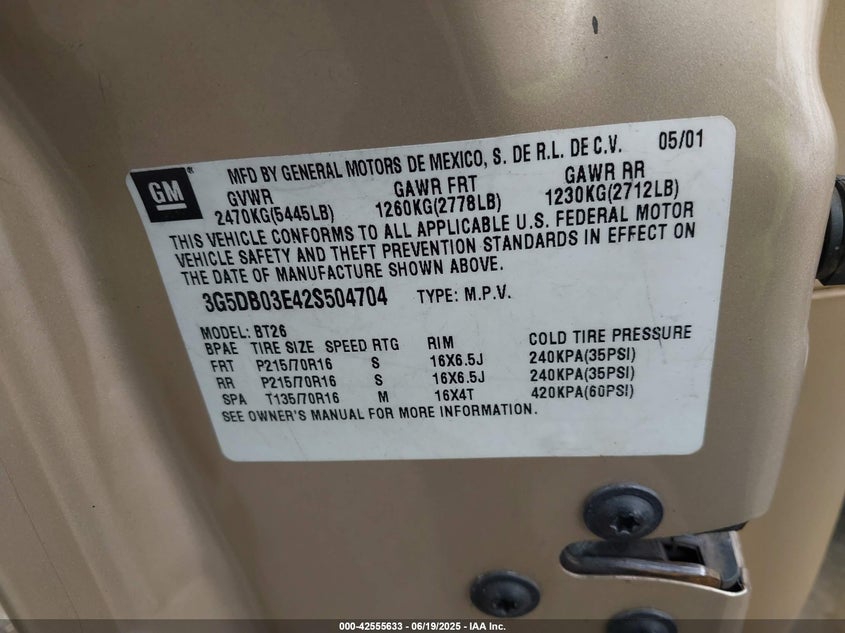 GM
®
MFD BY GENERAL MOTORS DE MEXICO, S. DE R.L. DE C.V. 05/01
GVWR GAWR FRT GAWR RR
2470KG(5445LB) 1260KG(2778LB) 1230KG(2712LB)
THIS VEHICLE CONFORMS TO ALL APPLICABLE U.S. FEDERAL MOTOR
VEHICLE SAFETY AND THEFT PREVENTION STANDARDS IN EFFECT ON
THE DATE OF MANUFACTURE SHOWN ABOVE.
3G5DB03E42S504704 TYPE: M.P.V.
MODEL: BT26
BPAE TIRE SIZE SPEED RTG RIM COLD TIRE PRESSURE
FRT P215/70R16 S 16X6.5J 240KPA(35PSI)
RR P215/70R16 S 16X6.5J 240KPA(35PSI)
SPA T135/70R16 M 16X4T 420KPA(60PSI)
SEE OWNER'S MANUAL FOR MORE INFORMATION.
000-42555633 / 06/19/2025 - IAA Inc.